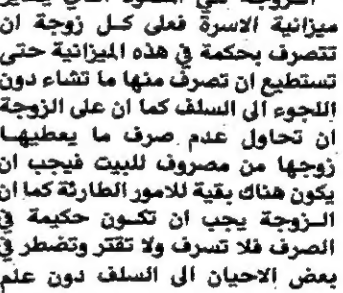 ميزانية الاسرة فعلى كل زوجة ان
تتصرف بحكمة في هذه الميزانية حتى
تستطيع ان تصرف منها ما تشاء دون
اللجوء الى السلف كما ان على الزوجة
ان تحاول عدم صرف ما يعطيها
زوجها من مصروف للبيت فيجب ان
يكون هناك بقية للامور الطارئة كما ان
الزوجة يجب ان تكون حكيمة في
الصرف فلا تسرف ولا تقتر وتضطر في
بعض الاحيان الى السلف دون علم